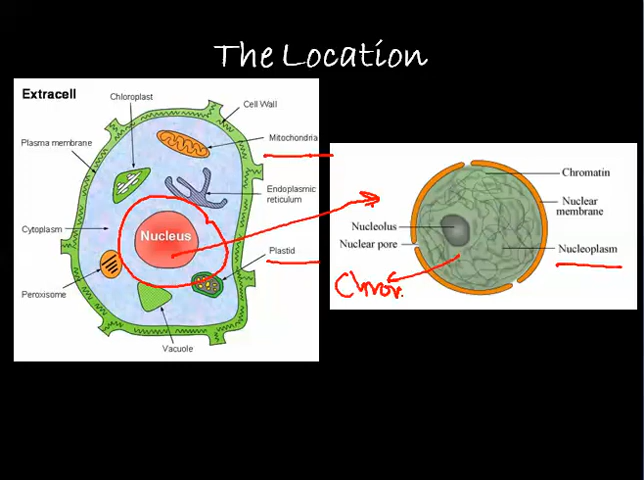 The Location
Extracell
Chloroplast
Cell Wall
Plasma membrane
Mitochondria
Endoplasmic
reticulum
Cytoplasm
Nucleus
Plastid
Peroxisome
Vacuole
Chromatin
Nuclear
membrane
Nucleolus
Nuclear pore
Nucleoplasm
Chrom